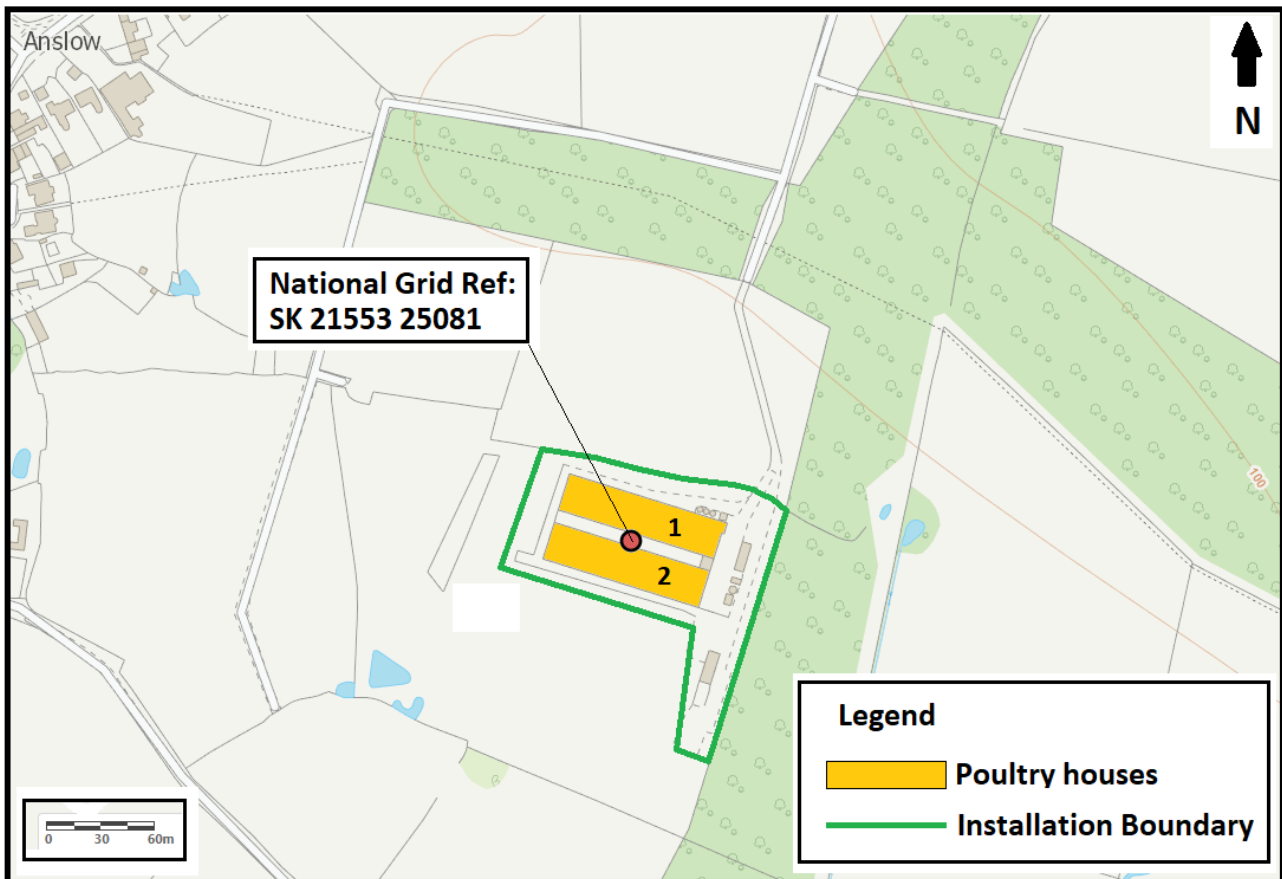 Anslow
N
National Grid Ref:
SK 21553 25081
1
2
100
Legend
Poultry houses
Installation Boundary
0 30 60m